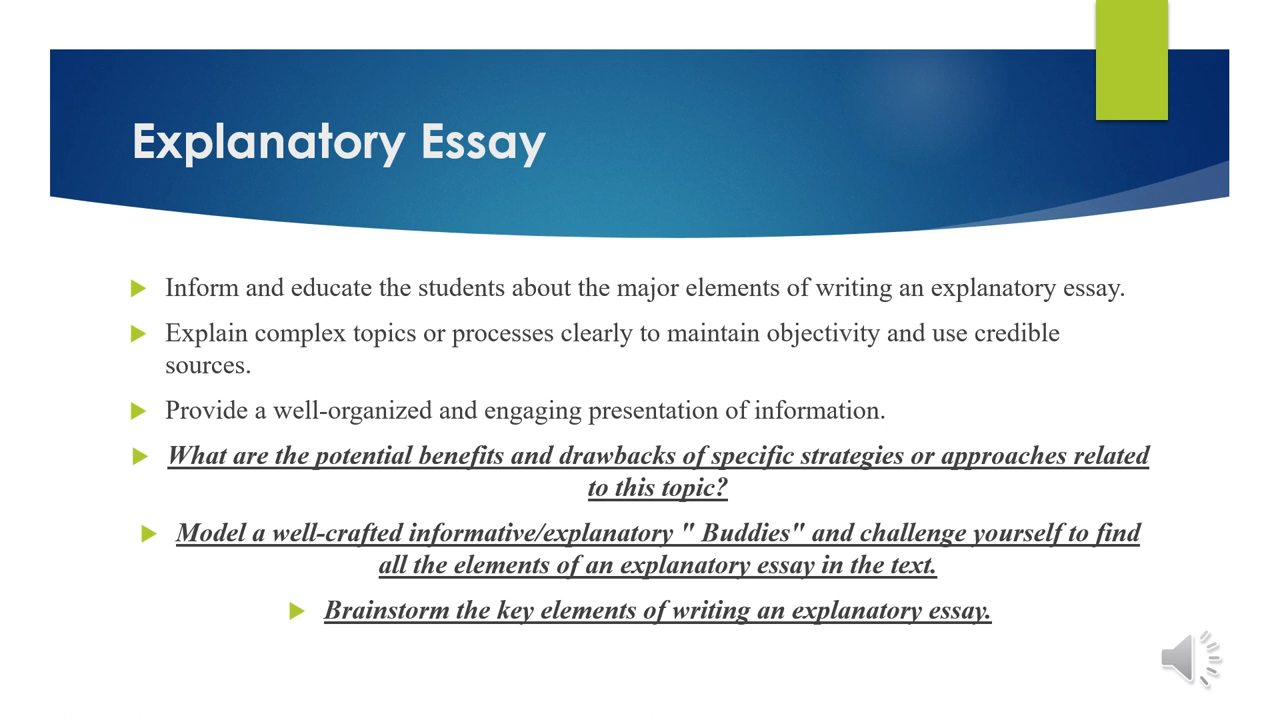 Explanatory Essay
Inform and educate the students about the major elements of writing an explanatory essay.
Explain complex topics or processes clearly to maintain objectivity and use credible
sources.
Provide a well-organized and engaging presentation of information.
What are the potential benefits and drawbacks of specific strategies or approaches related
to this topic?
Model a well-crafted informative/explanatory " Buddies" and challenge yourself to find
all the elements of an explanatory essay in the text.
Brainstorm the key elements of writing an explanatory essay.